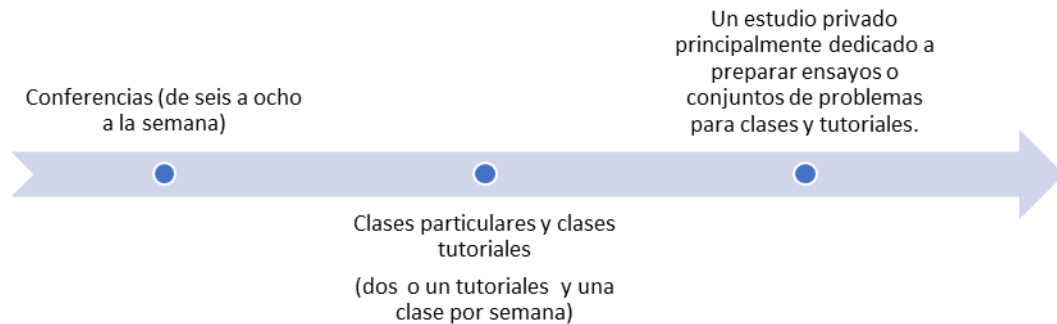 Conferencias (de seis a ocho
a la semana)
Clases particulares y clases
tutoriales
(dos o un tutoriales y una
clase por semana)
Un estudio privado
principalmente dedicado a
preparar ensayos o
conjuntos de problemas
para clases y tutoriales.